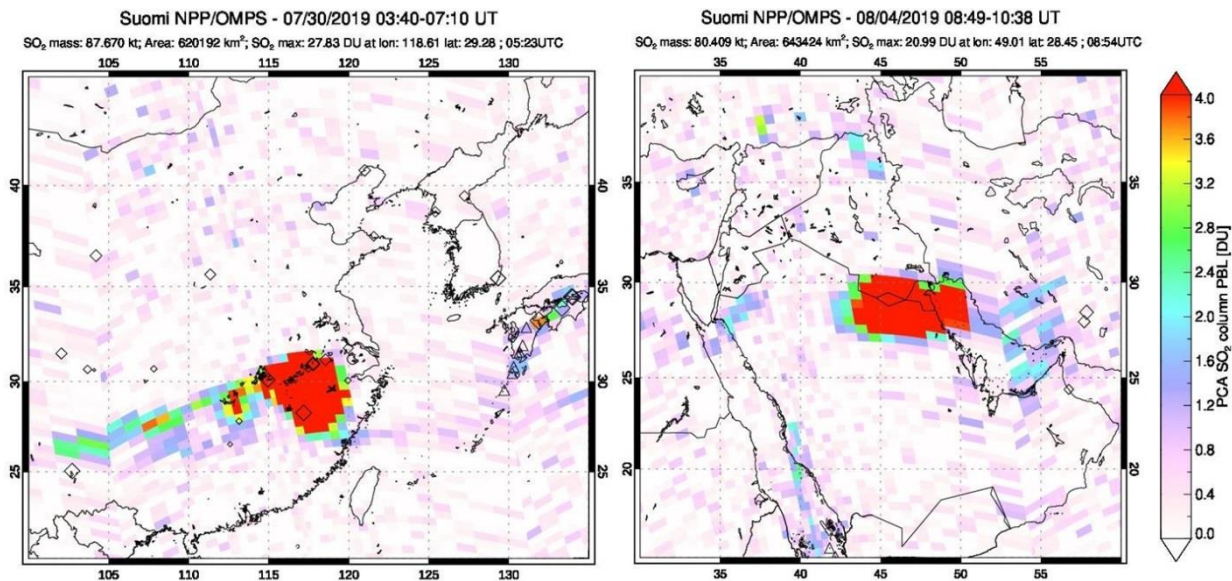 Suomi NPP/OMPS - 07/30/2019 03:40-07:10 UT
SO₂ mass: 87.670 kt; Area: 620192 km²; SO₂ max: 27.83 DU at lon: 118.61 lat: 29.28 ; 05:23UTC
105 110 115 120 125 130
40 40
35 35
30 30
25 25
105 110 115 120 125 130
Suomi NPP/OMPS - 08/04/2019 08:49-10:38 UT
SO₂ mass: 80.409 kt; Area: 643424 km²; SO₂ max: 20.99 DU at lon: 49.01 lat: 28.45 ; 08:54UTC
35 40 45 50 55
35 35
30 30
25 25
20 20
35 40 45 50 55
4.0
3.6
3.2
2.8
2.4
2.0
1.6
1.2
0.8
0.4
0.0
PCA SO₂ column PBL [DU]